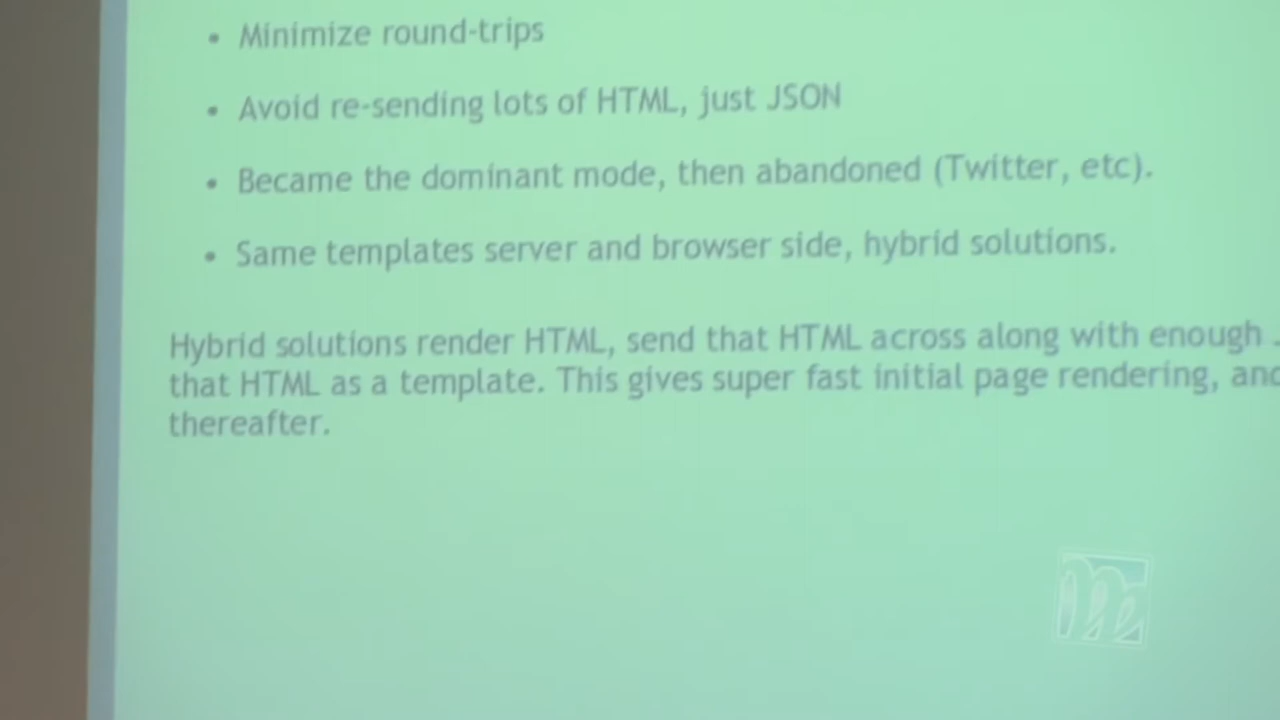 • Minimize round-trips
• Avoid re-sending lots of HTML, just JSON
• Became the dominant mode, then abandoned (Twitter, etc).
• Same templates server and browser side, hybrid solutions.
Hybrid solutions render HTML, send that HTML across along with enough
that HTML as a template. This gives super fast initial page rendering, and
thereafter.